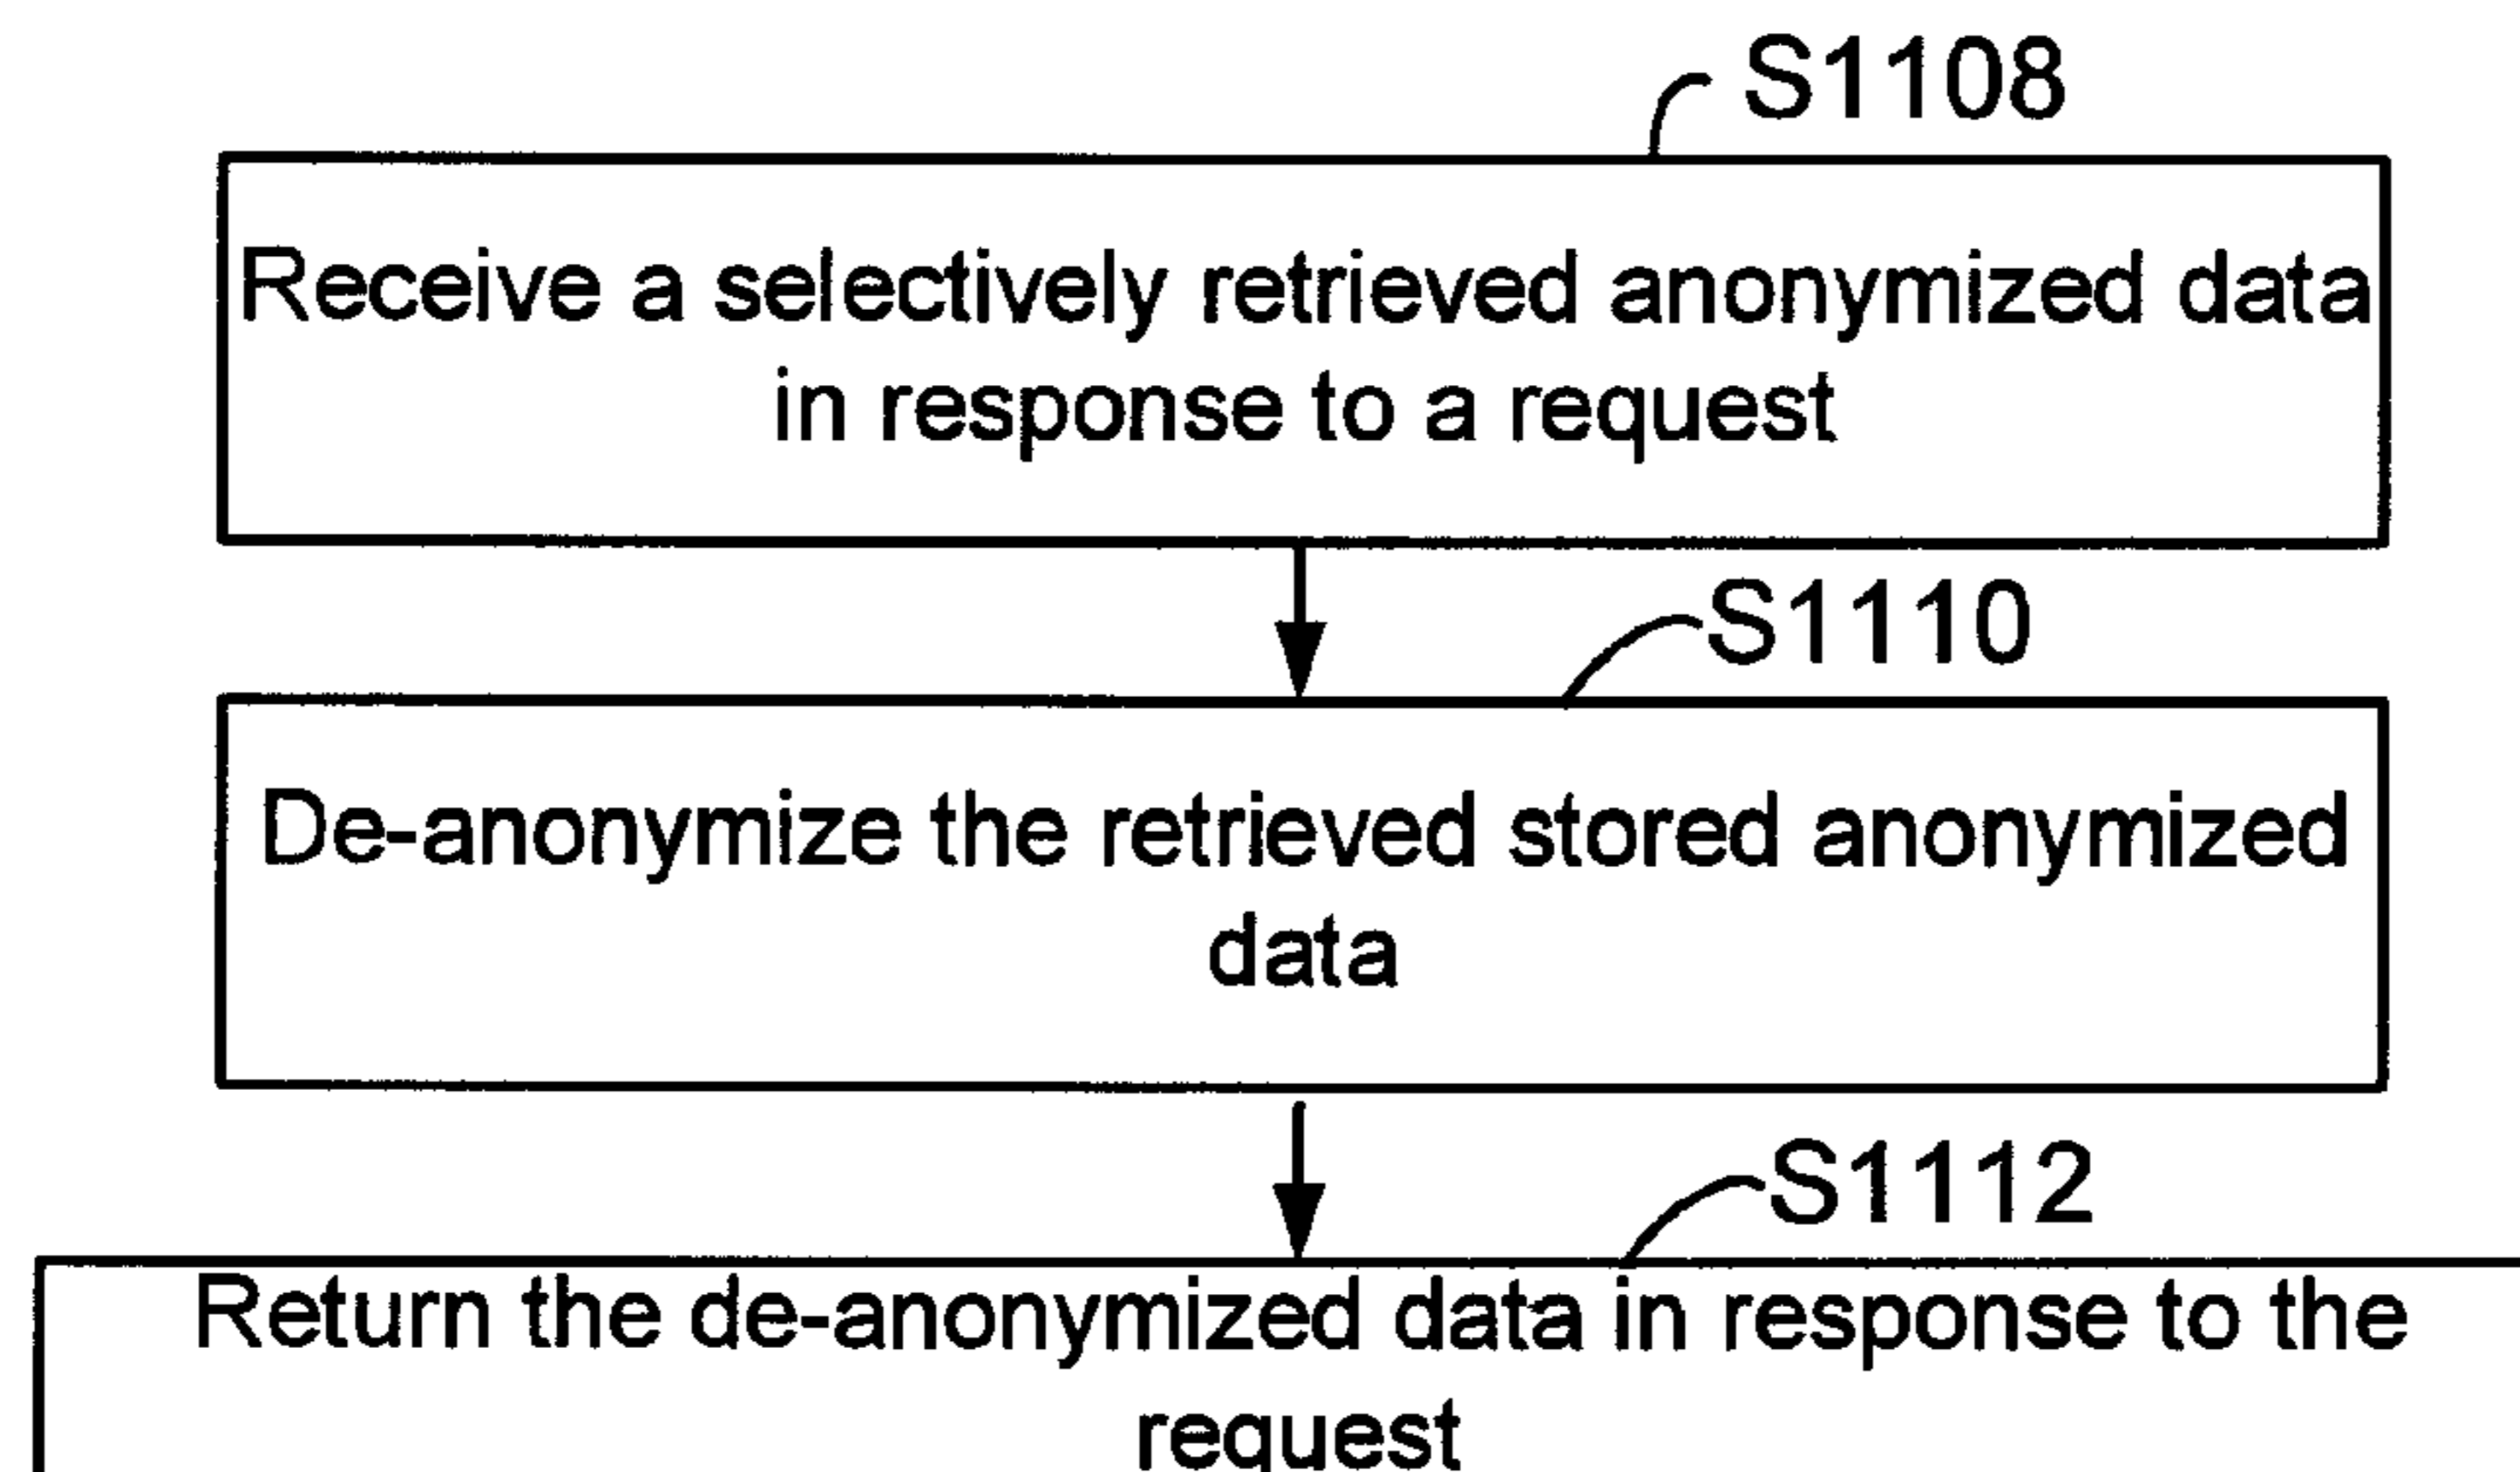 S1108
Receive a selectively retrieved anonymized data
in response to a request
S1110
De-anonymize the retrieved stored anonymized
data
S1112
Return the de-anonymized data in response to the
request